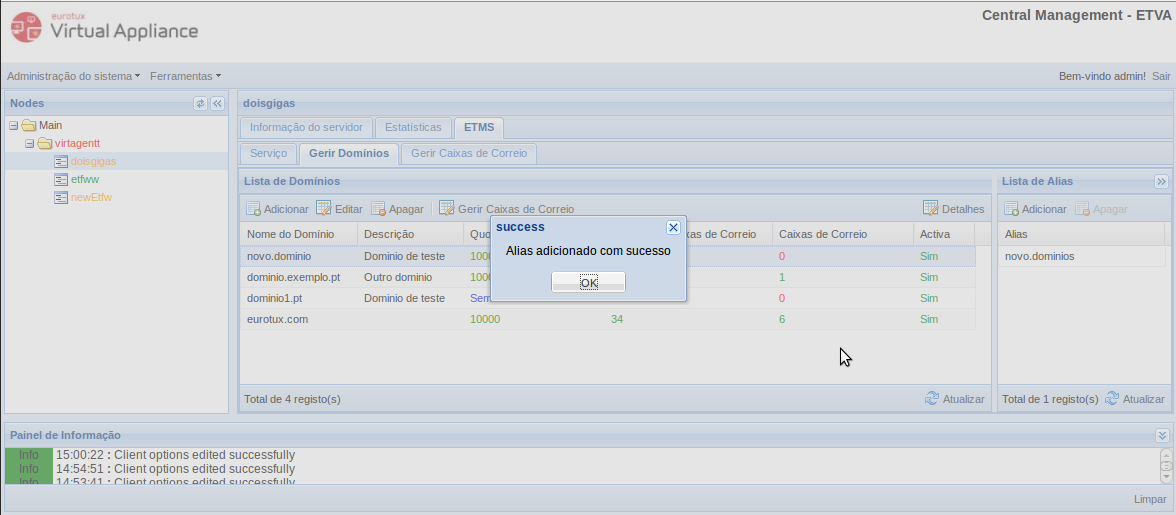 eurotux
Virtual Appliance
Central Management - ETVA
Administração do sistema Ferramentas
Bem-vindo admin! Sair
Nodes
Main
virtagentt
doisgigas
etfww
newEtfw
doisgigas
Informação do servidor Estatísticas ETMS
Serviço Gerir Domínios Gerir Caixas de Correio
Lista de Domínios
Adicionar Editar Apagar Gerir Caixas de Correio Detalhes
Nome do Domínio Descrição Quo xas de Correio Caixas de Correio Activa
novo.dominio Dominio de teste 1000 0 Sim
dominio.exemplo.pt Outro dominio 1000 1 Sim
dominio1.pt Dominio de teste Sem 0 Sim
eurotux.com 10000 34 6 Sim
Total de 4 registo(s) Atualizar
Lista de Alias
Adicionar Apagar
Alias
novo.dominios
Total de 1 registo(s) Atualizar
success
Alias adicionado com sucesso
OK
Painel de Informação
Info 15:00:22 : Client options edited successfully
Info 14:54:51 : Client options edited successfully
Info 14:53:41 : Client options edited successfully
Limpar